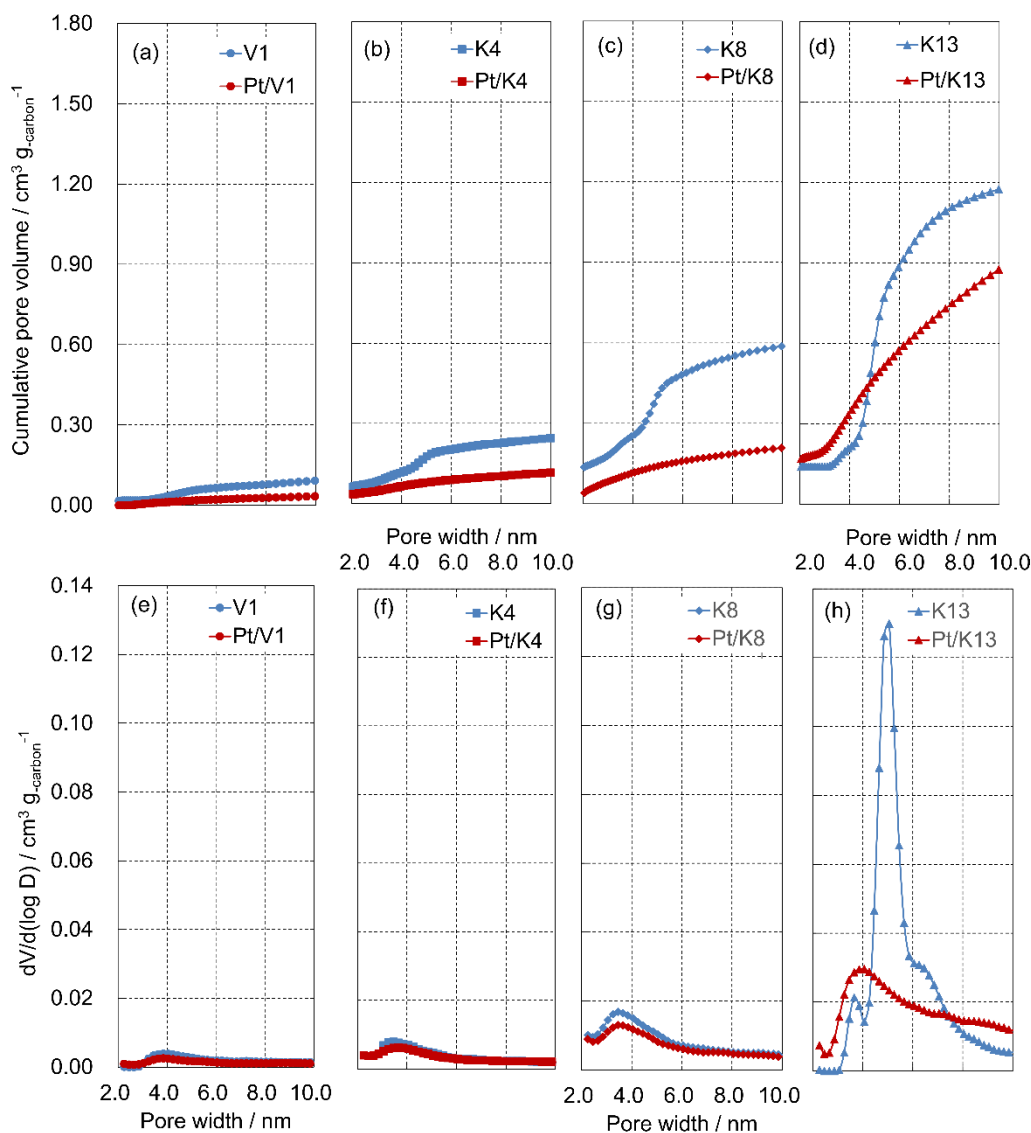 Cumulative pore volume / cm³ g-carbon⁻¹
1.80
1.50
1.20
0.90
0.60
0.30
0.00
(a)
V1
Pt/V1
(b)
K4
Pt/K4
(c)
K8
Pt/K8
(d)
K13
Pt/K13
Pore width / nm
2.0 4.0 6.0 8.0 10.0
Pore width / nm
2.0 4.0 6.0 10.0
dV/d(log D) / cm³ g-carbon⁻¹
0.14
0.12
0.10
0.08
0.06
0.04
0.02
0.00
(e)
V1
Pt/V1
(f)
K4
Pt/K4
(g)
K8
Pt/K8
(h)
K13
Pt/K13
2.0 4.0 6.0 8.0 10.0
Pore width / nm
2.0 4.0 6.0 8.0 10.0
Pore width / nm